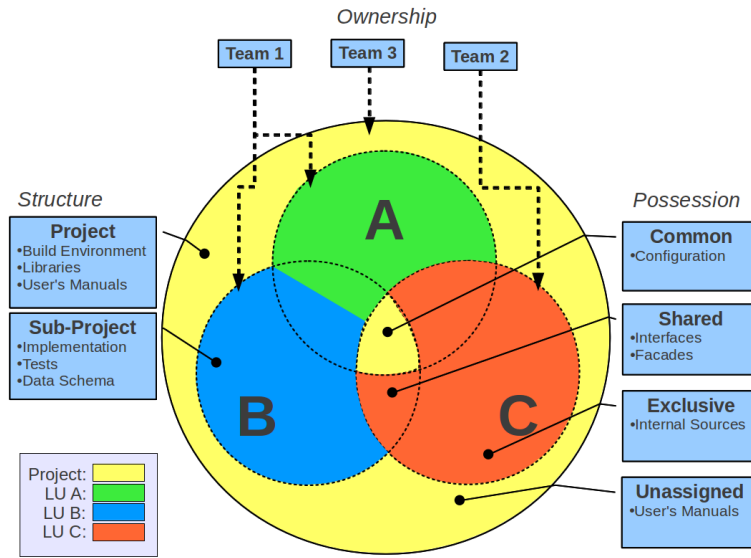 Ownership
Team 1
Team 3
Team 2
Structure
Project
•Build Environment
•Libraries
•User's Manuals
Sub-Project
•Implementation
•Tests
•Data Schema
A
B
C
Possession
Common
•Configuration
Shared
•Interfaces
•Facades
Exclusive
•Internal Sources
Unassigned
•User's Manuals
Project:
LU A:
LU B:
LU C: